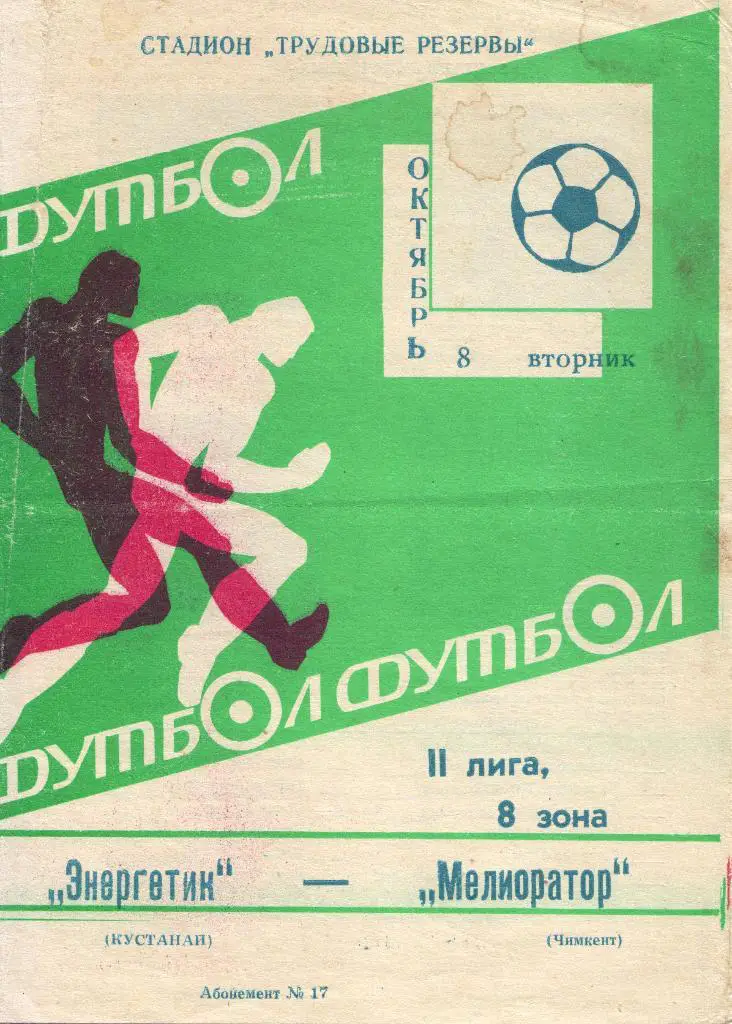 СТАДИОН „ТРУДОВЫЕ РЕЗЕРВЫ“
ФУТБОЛ
ОКТЯБРЬ
8 вторник
ФУТБОЛ ФУТБОЛ
II лига,
8 зона
„Энергетик“ — „Мелиоратор“
(КУСТАНАЙ) (Чимкент)
Абонемент № 17